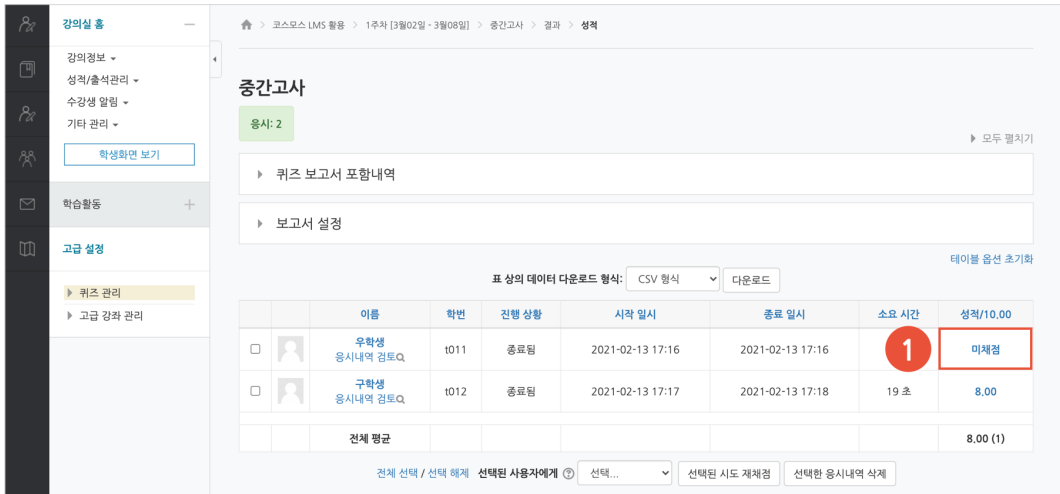 코스모스 LMS 활용 > 1주차 [3월02일 - 3월08일] > 중간고사 > 결과 > 성적
강의실 홈
강의정보
성적/출석관리
수강생 알림
기타 관리
학생화면 보기
학습활동
고급 설정
퀴즈 관리
고급 강좌 관리
중간고사
응시: 2
모두 펼치기
퀴즈 보고서 포함내역
보고서 설정
테이블 옵션 초기화
표 상의 데이터 다운로드 형식: CSV 형식 다운로드
이름 학번 진행 상황 시작 일시 종료 일시 소요 시간 성적/10.00
우학생 t011 종료됨 2021-02-13 17:16 2021-02-13 17:16 1 미채점
응시내역 검토
구학생 t012 종료됨 2021-02-13 17:17 2021-02-13 17:18 19 초 8.00
응시내역 검토
전체 평균 8.00 (1)
전체 선택 / 선택 해제 선택된 사용자에게 선택... 선택된 시도 재채점 선택한 응시내역 삭제